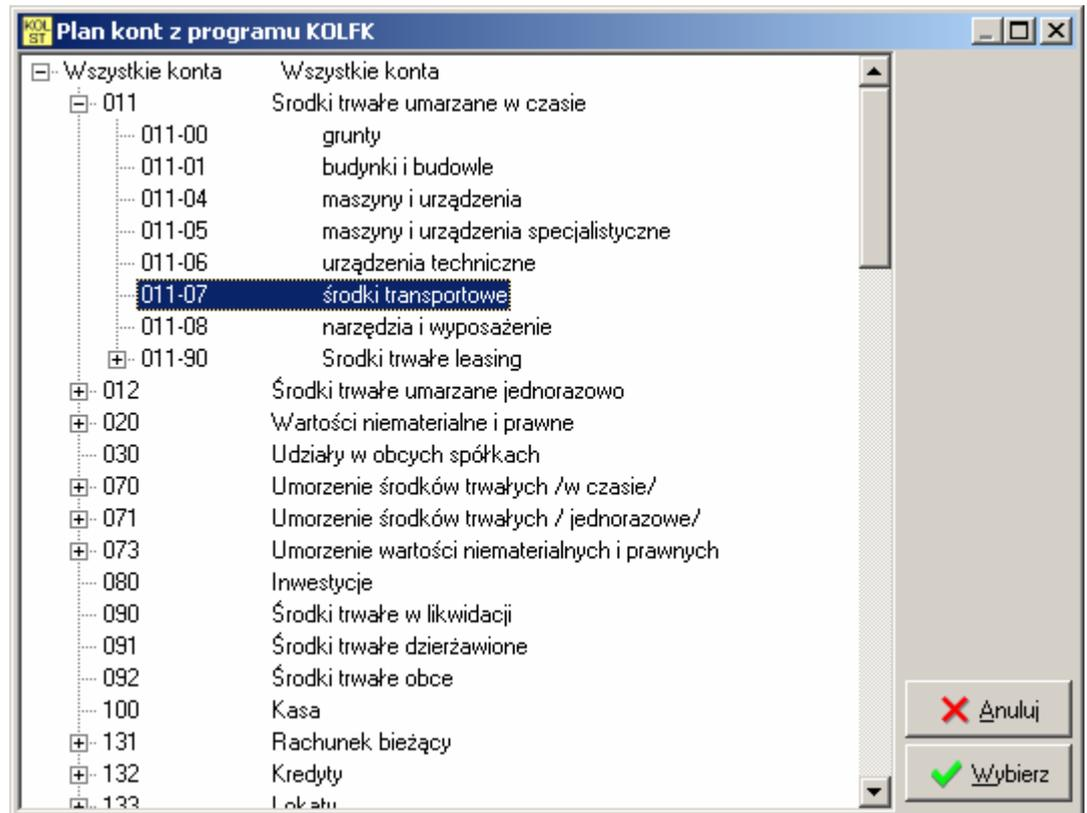 KOL ST Plan kont z programu KOLFK
Wszystkie konta Wszystkie konta
011 Srodki trwałe umarzane w czasie
011-00 grunty
011-01 budynki i budowle
011-04 maszyny i urządzenia
011-05 maszyny i urządzenia specjalistyczne
011-06 urządzenia techniczne
011-07 środki transportowe
011-08 narzędzia i wyposażenie
011-90 Srodki trwałe leasing
012 Środki trwałe umarzane jednorazowo
020 Wartości niematerialne i prawne
030 Udziały w obcych spółkach
070 Umorzenie środków trwałych /w czasie/
071 Umorzenie środków trwałych / jednorazowe/
073 Umorzenie wartości niematerialnych i prawnych
080 Inwestycje
090 Środki trwałe w likwidacji
091 Środki trwałe dzierżawione
092 Środki trwałe obce
100 Kasa
131 Rachunek bieżący
132 Kredyty
133 Lokaty
Anuluj
Wybierz